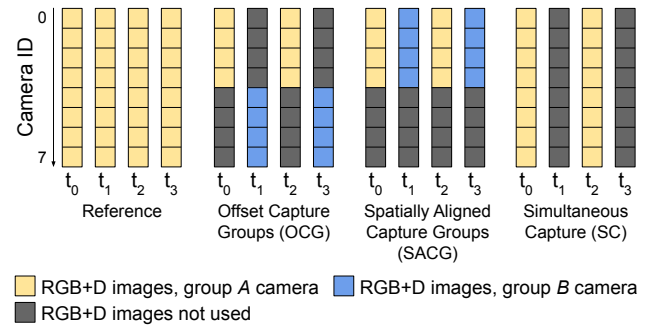 0
Camera ID
7
t0 t1 t2 t3
t0 t1 t2 t3
t0 t1 t2 t3
t0 t1 t2 t3
Reference
Offset Capture
Groups (OCG)
Spatially Aligned
Capture Groups
(SACG)
Simultaneous
Capture (SC)
RGB+D images, group A camera
RGB+D images, group B camera
RGB+D images not used